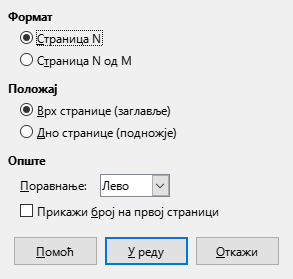 Формат
Страница N
Страница N од M
Положај
Врх странице (заглавље)
Дно странице (подножје)
Опште
Поравнање: Лево
Прикажи број на првој страници
Помоћ У реду Откажи